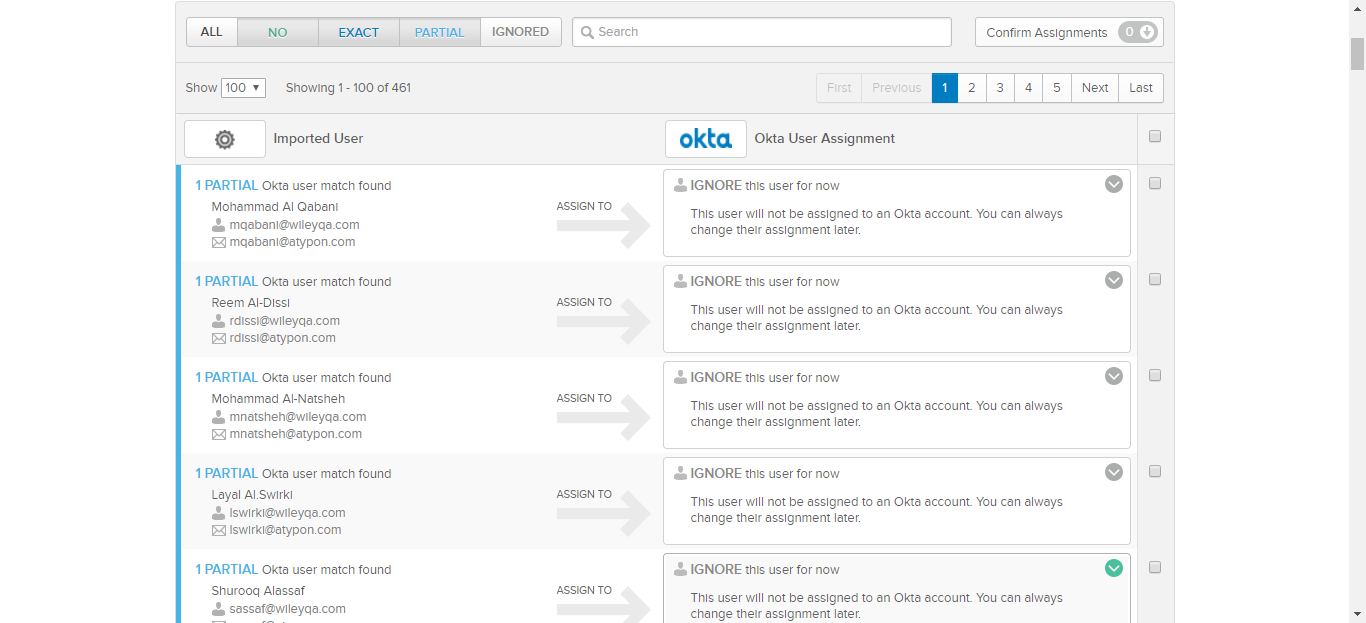 ALL NO EXACT PARTIAL IGNORED Search Confirm Assignments 0
Show 100 Showing 1 - 100 of 461 First Previous 1 2 3 4 5 Next Last
Imported User okta Okta User Assignment
1 PARTIAL Okta user match found
Mohammad Al Qabani
mqabani@wileyqa.com
mqabani@atypon.com
ASSIGN TO
IGNORE this user for now
This user will not be assigned to an Okta account. You can always
change their assignment later.
1 PARTIAL Okta user match found
Reem Al-Dissi
rdissi@wileyqa.com
rdissi@atypon.com
ASSIGN TO
IGNORE this user for now
This user will not be assigned to an Okta account. You can always
change their assignment later.
1 PARTIAL Okta user match found
Mohammad Al-Natsheh
mnatsheh@wileyqa.com
mnatsheh@atypon.com
ASSIGN TO
IGNORE this user for now
This user will not be assigned to an Okta account. You can always
change their assignment later.
1 PARTIAL Okta user match found
Layal Al.Swirki
lswirki@wileyqa.com
lswirki@atypon.com
ASSIGN TO
IGNORE this user for now
This user will not be assigned to an Okta account. You can always
change their assignment later.
1 PARTIAL Okta user match found
Shurooq Alassaf
sassaf@wileyqa.com
ASSIGN TO
IGNORE this user for now
This user will not be assigned to an Okta account. You can always
change their assignment later.